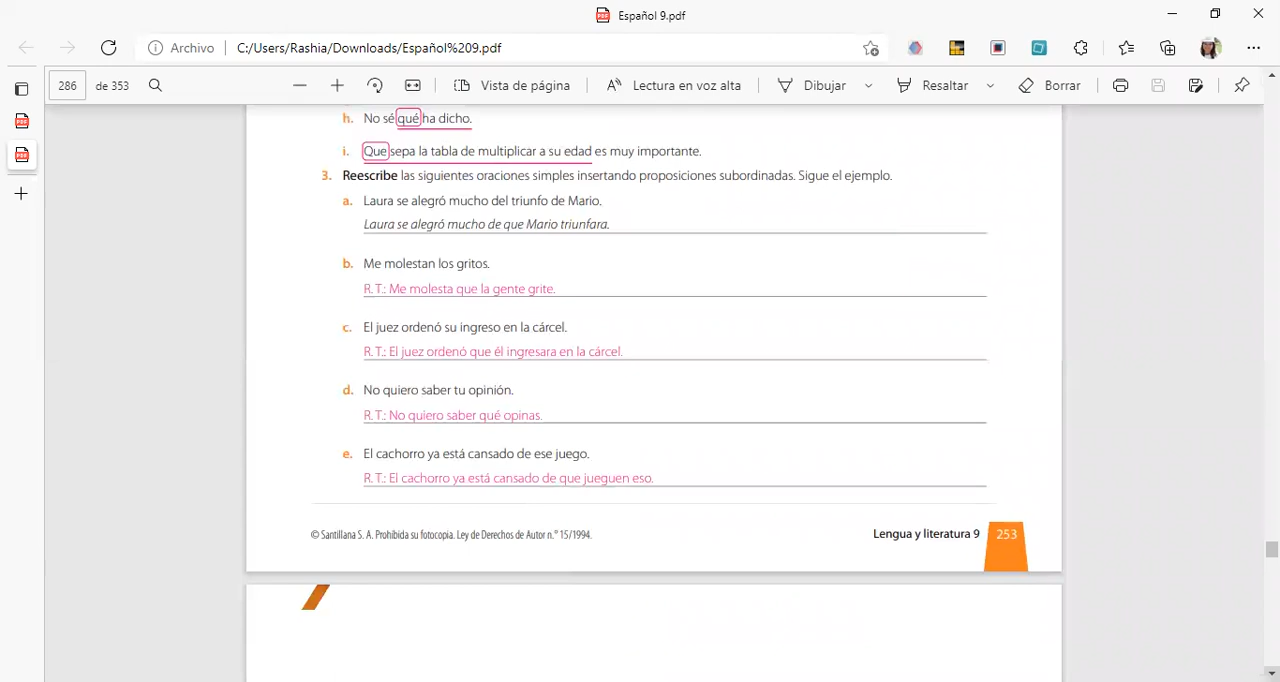 Español 9.pdf
Archivo C:/Users/Rashia/Downloads/Español%209.pdf
286 de 353 Vista de página Lectura en voz alta Dibujar Resaltar Borrar
h. No sé qué ha dicho.
i. Que sepa la tabla de multiplicar a su edad es muy importante.
3. Reescribe las siguientes oraciones simples insertando proposiciones subordinadas. Sigue el ejemplo.
a. Laura se alegró mucho del triunfo de Mario.
Laura se alegró mucho de que Mario triunfara.
b. Me molestan los gritos.
R. T.: Me molesta que la gente grite.
c. El juez ordenó su ingreso en la cárcel.
R. T.: El juez ordenó que él ingresara en la cárcel.
d. No quiero saber tu opinión.
R. T.: No quiero saber qué opinas.
e. El cachorro ya está cansado de ese juego.
R. T.: El cachorro ya está cansado de que jueguen eso.
© Santillana S. A. Prohibida su fotocopia. Ley de Derechos de Autor n.° 15/1994.
Lengua y literatura 9 253